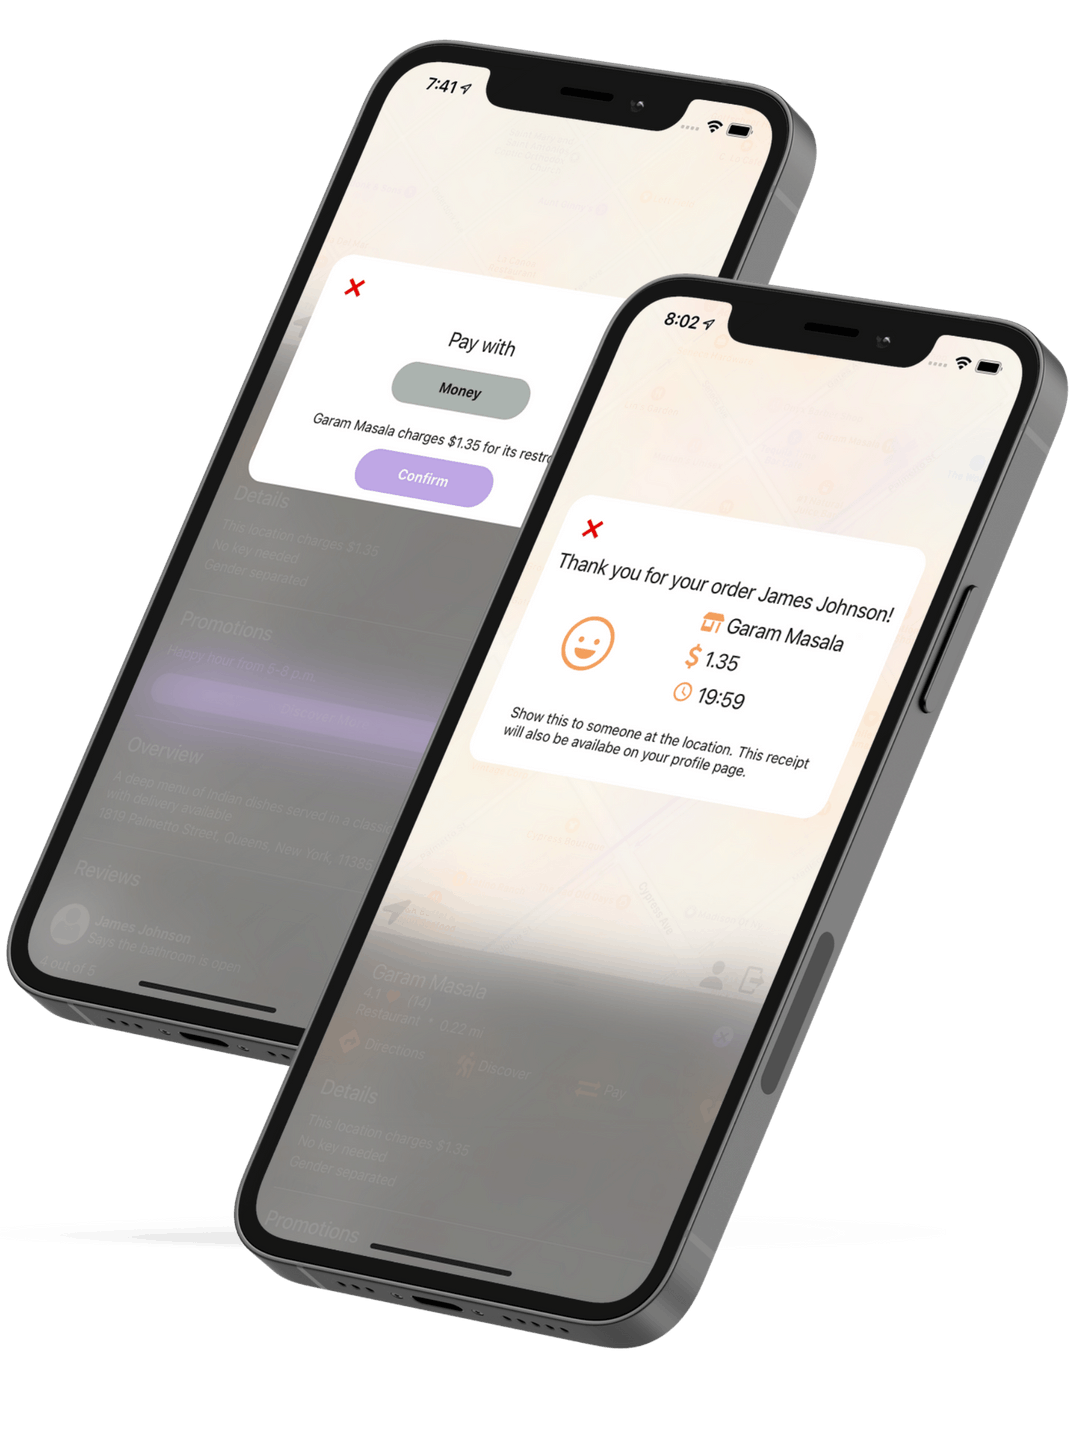 7:41
Pay with
Money
Garam Masala charges $1.35 for its restro
Confirm
Details
This location charges $1.35
No key needed
Gender separated
Promotions
Happy hour from 5-8 p.m.
Overview
A deep menu of Indian dishes served in a classic
with delivery available
1819 Palmetto Street, Queens, New York, 11385
Reviews
James Johnson
Says the bathroom is open
4 out of 5
8:02
Thank you for your order James Johnson!
Garam Masala
$ 1.35
19:59
Show this to someone at the location. This receipt
will also be availabe on your profile page.
Cypress Ave
Garam Masala
4.1 (14)
Restaurant * 0.22 mi
Directions
Discover
Pay
Details
This location charges $1.35
No key needed
Gender separated
Promotions